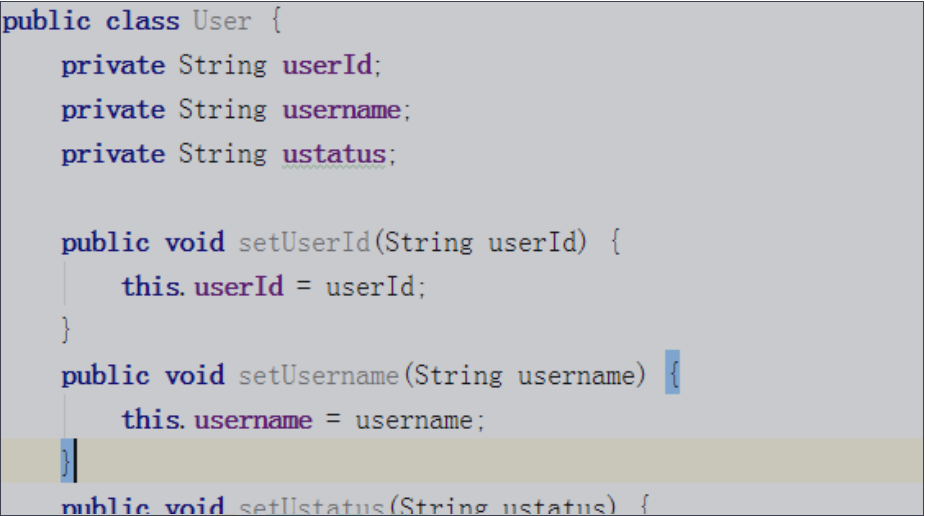 public class User {
    private String userId;
    private String username;
    private String ustatus;
    public void setUserId(String userId) {
        this.userId = userId;
    }
    public void setUsername(String username) {
        this.username = username;
    }
    public void setUstatus(String ustatus) {